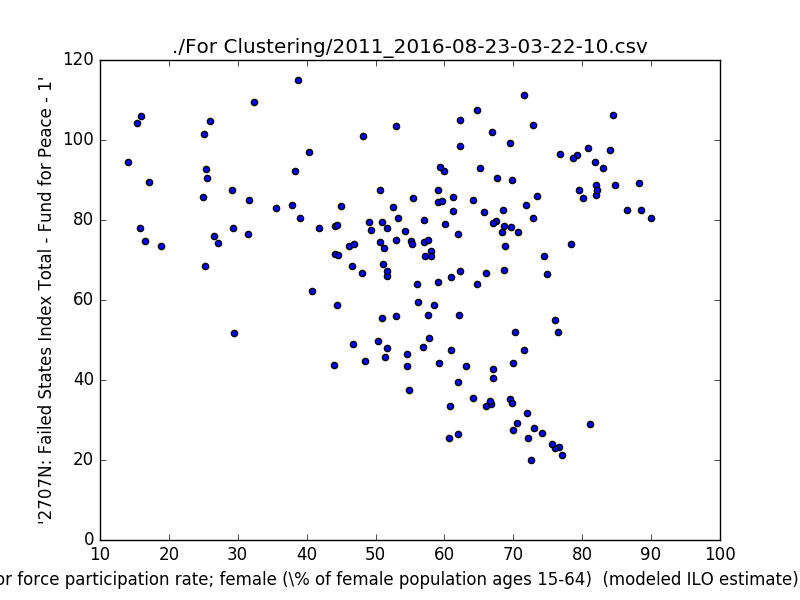 ./For Clustering/2011_2016-08-23-03-22-10.csv
'2707N: Failed States Index Total - Fund for Peace - 1'
120
100
80
60
40
20
0
10 20 30 40 50 60 70 80 90 100
or force participation rate; female (\% of female population ages 15-64) (modeled ILO estimate)